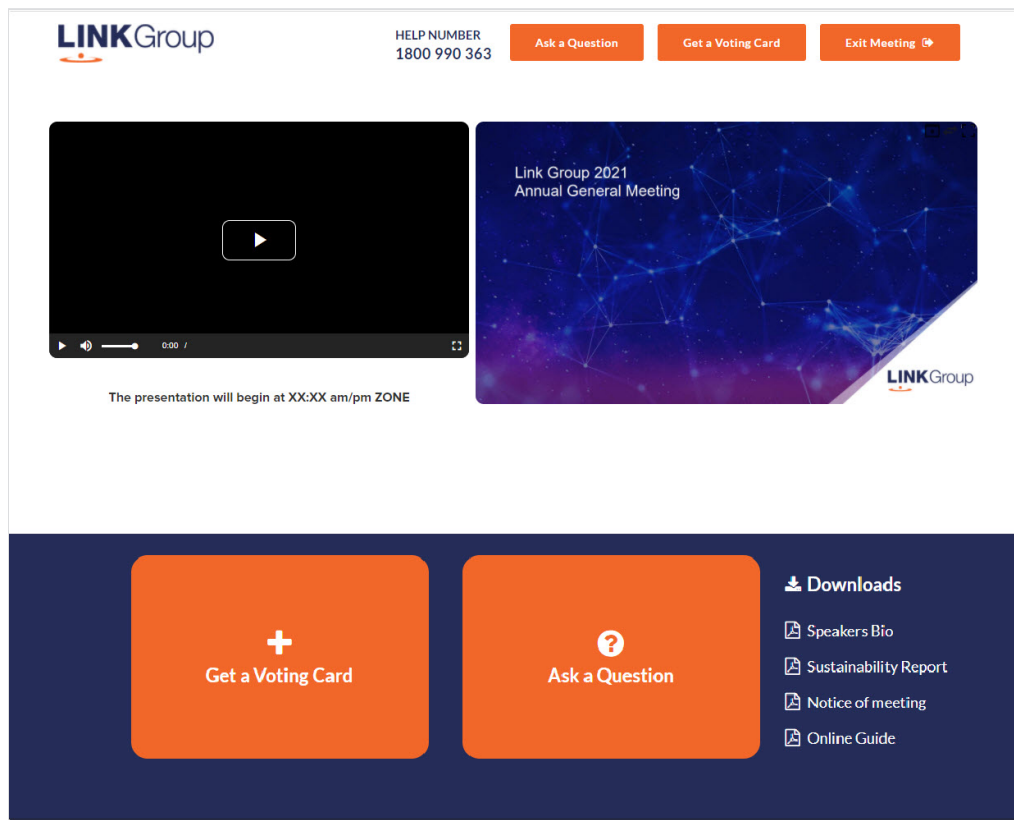 LINKGroup
HELP NUMBER
1800 990 363
Ask a Question
Get a Voting Card
Exit Meeting
Link Group 2021
Annual General Meeting
LINKGroup
0:00 /
The presentation will begin at XX:XX am/pm ZONE
Get a Voting Card
Ask a Question
Downloads
Speakers Bio
Sustainability Report
Notice of meeting
Online Guide